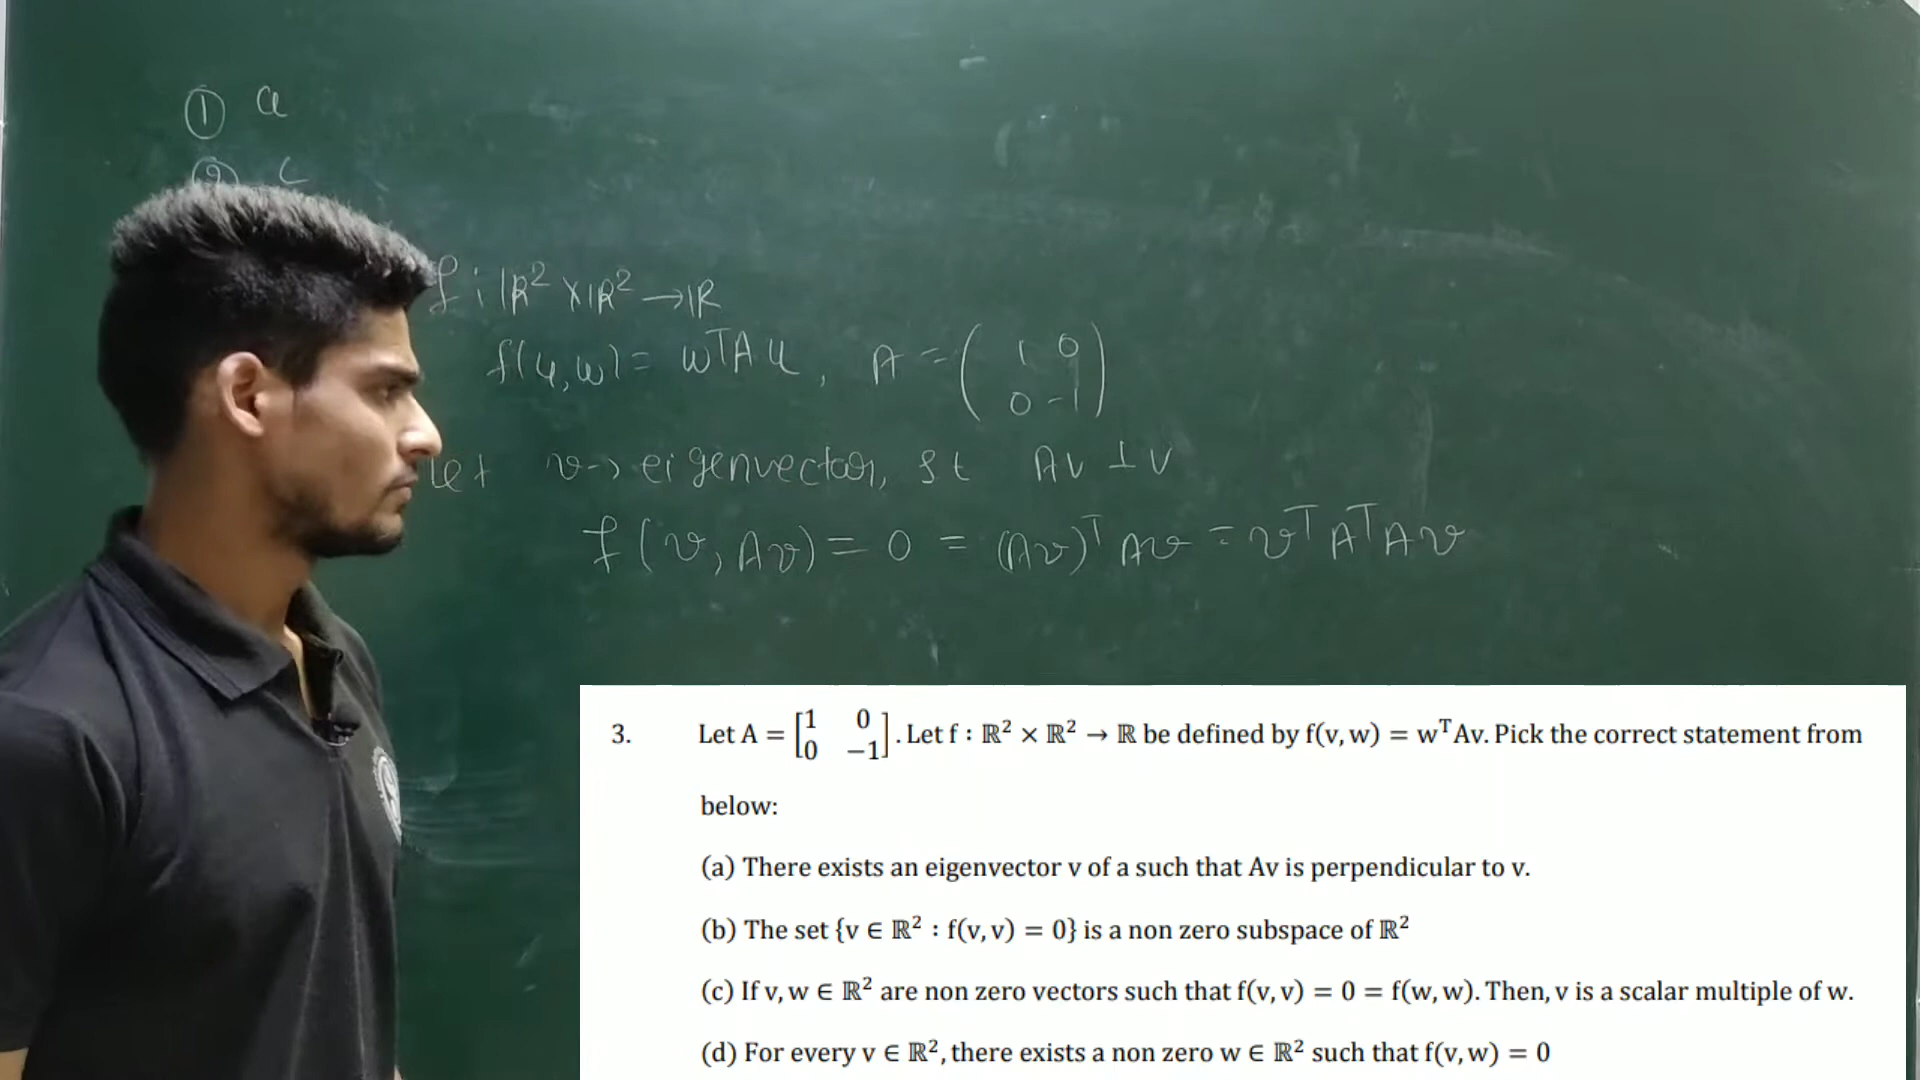 ① a
② c
f : ℝ² × ℝ² → ℝ
f(u,w) = wᵀAu, A = ( 1 0
0 -1 )
let v → eigenvector, st Av ⊥ v
f(v, Av) = 0 = (Av)ᵀ Av = vᵀAᵀAv
3. Let A = [1 0
0 −1]. Let f : ℝ² × ℝ² → ℝ be defined by f(v, w) = wᵀAv. Pick the correct statement from
below:
(a) There exists an eigenvector v of a such that Av is perpendicular to v.
(b) The set {v ∈ ℝ² : f(v, v) = 0} is a non zero subspace of ℝ²
(c) If v, w ∈ ℝ² are non zero vectors such that f(v, v) = 0 = f(w, w). Then, v is a scalar multiple of w.
(d) For every v ∈ ℝ², there exists a non zero w ∈ ℝ² such that f(v, w) = 0